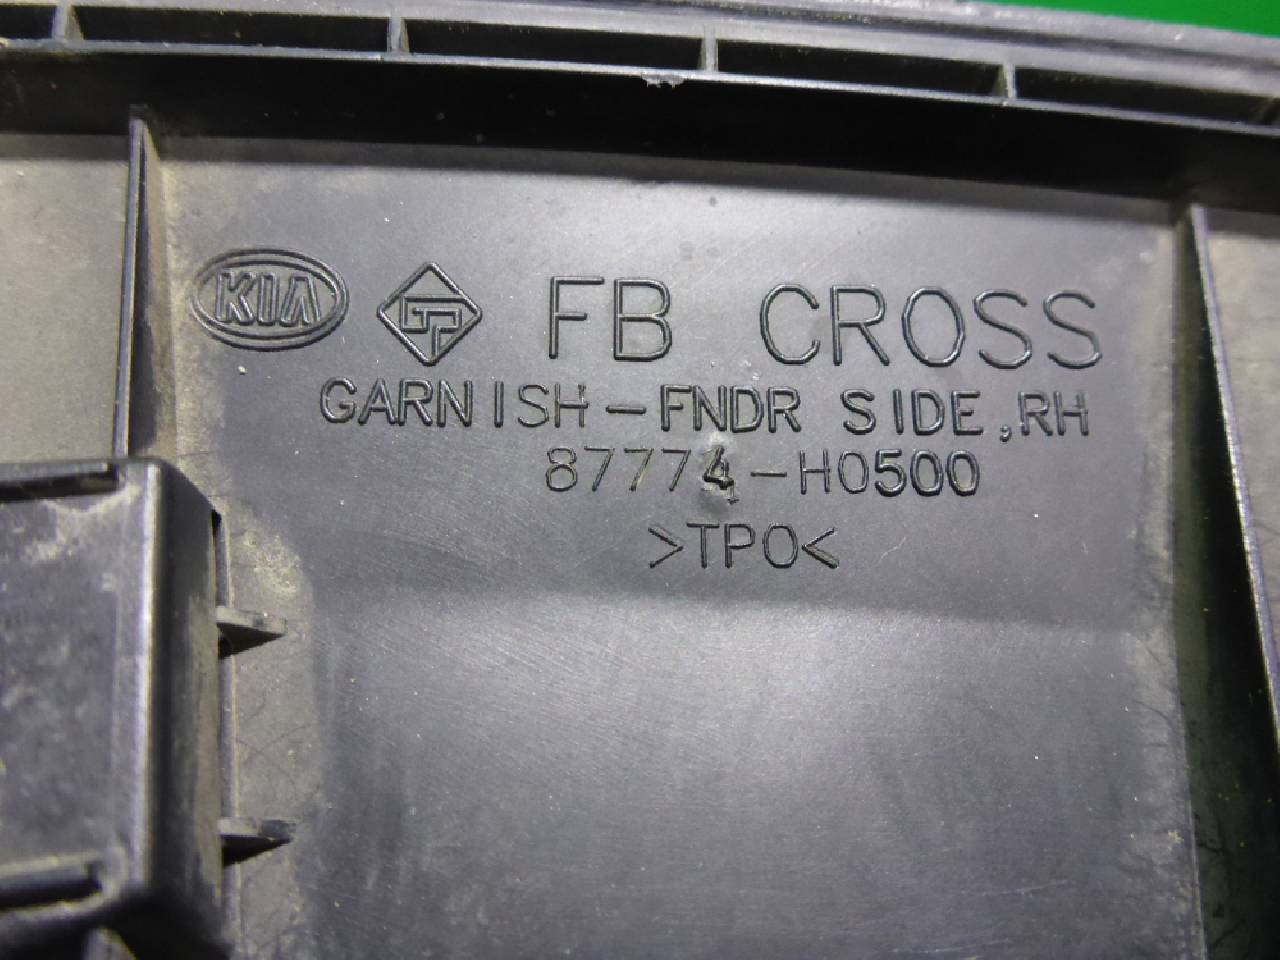 KIA FB CROSS
GARNISH-FNDR SIDE,RH
87774-H0500
>TPO<